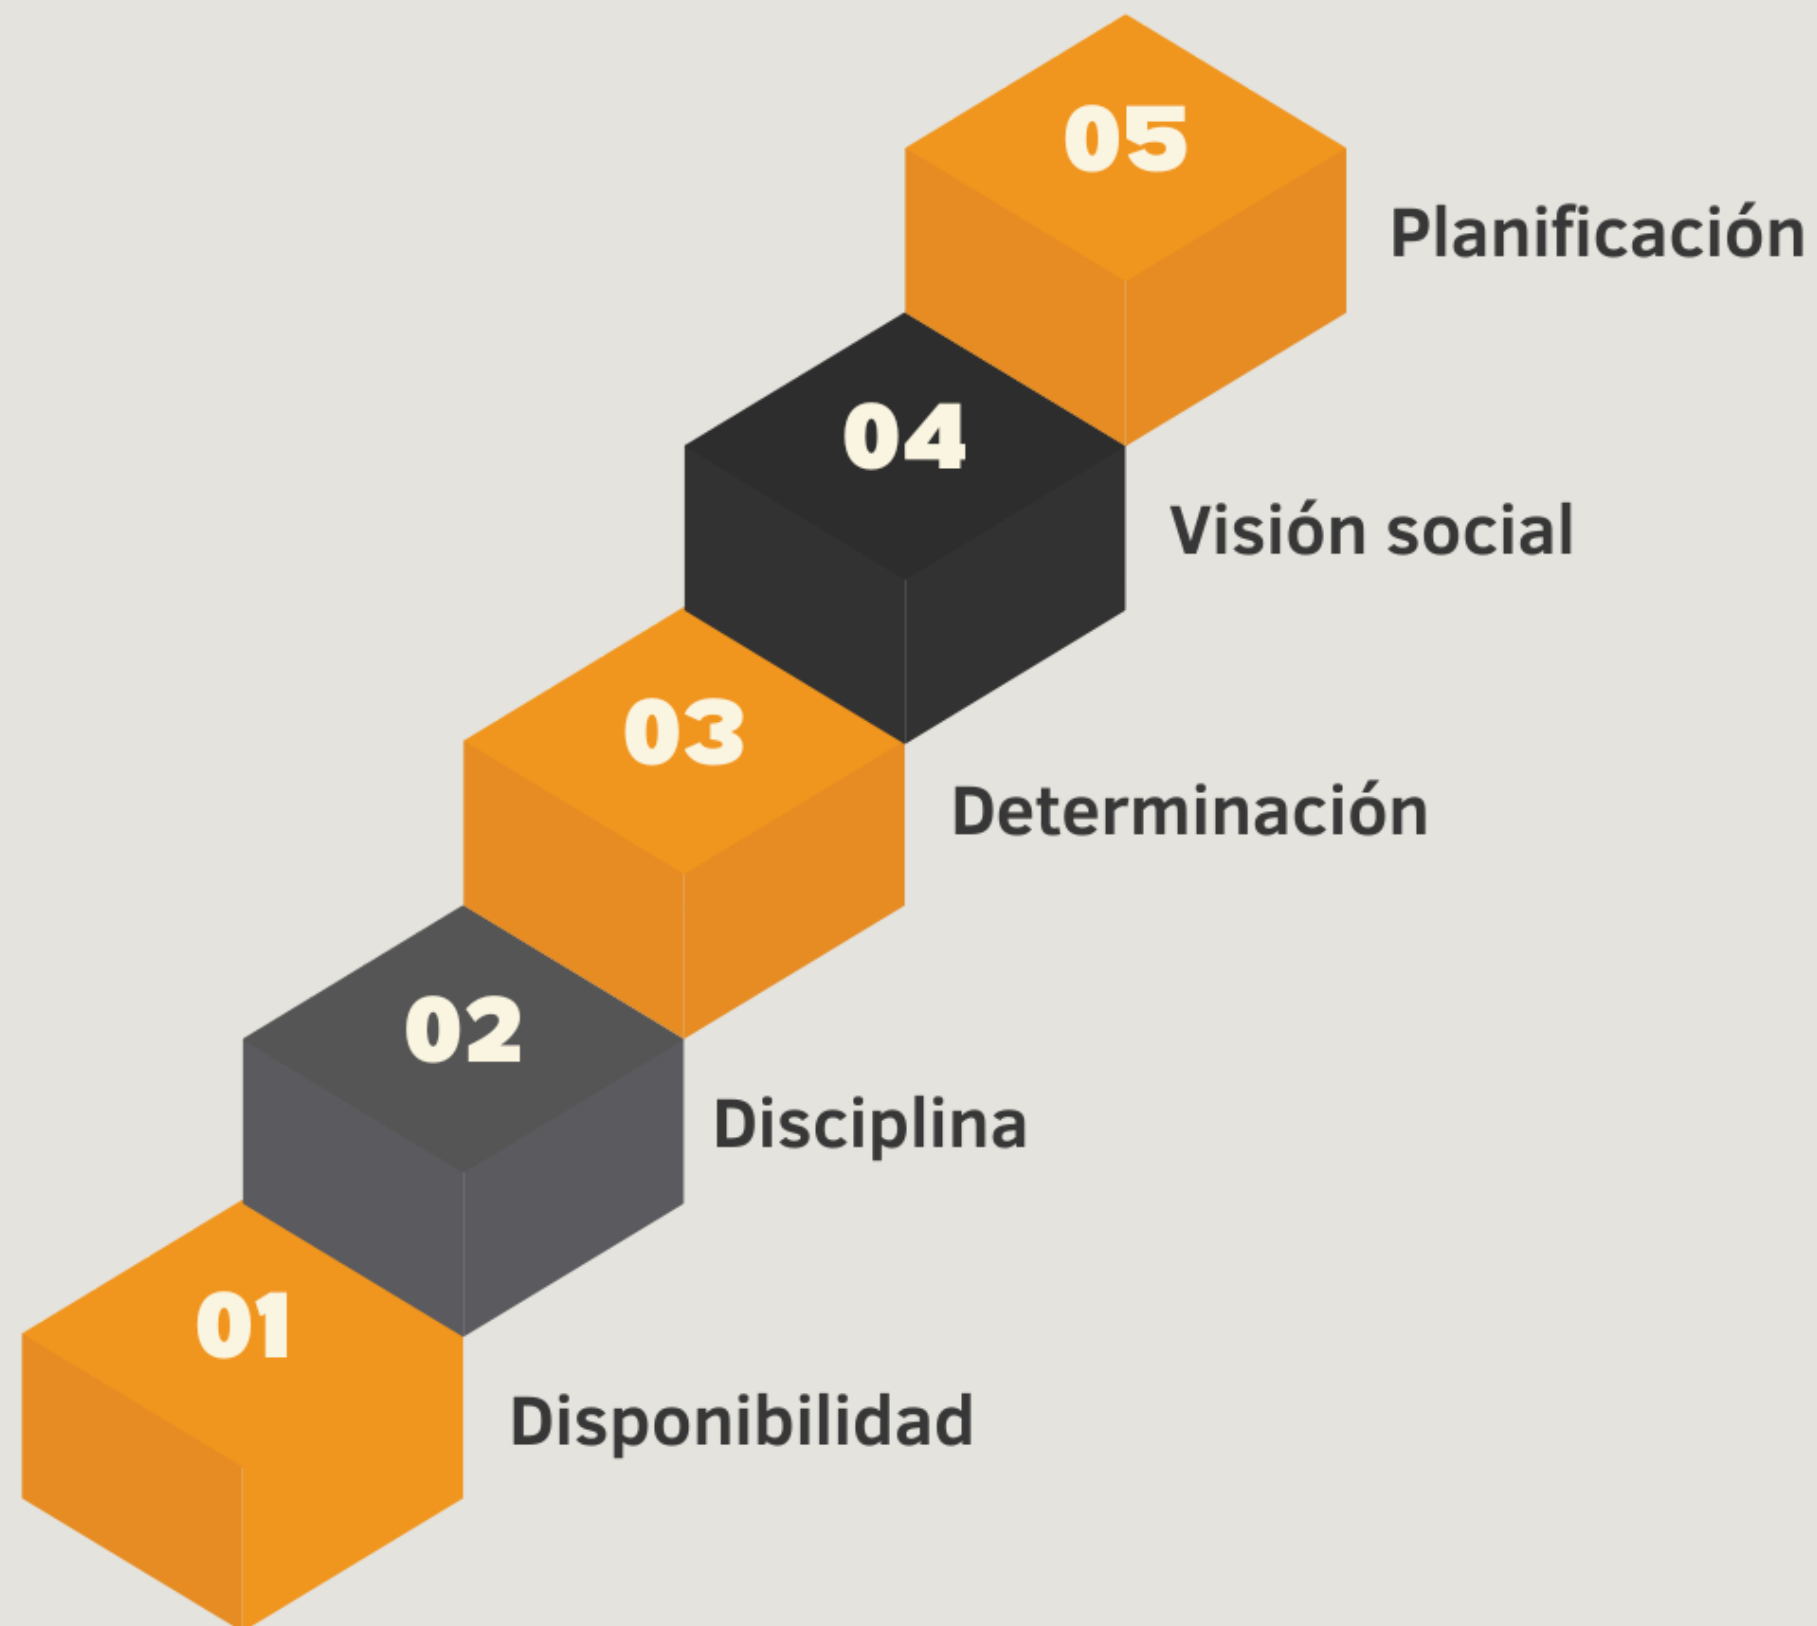 05
Planificación
04
Visión social
03
Determinación
02
Disciplina
01
Disponibilidad